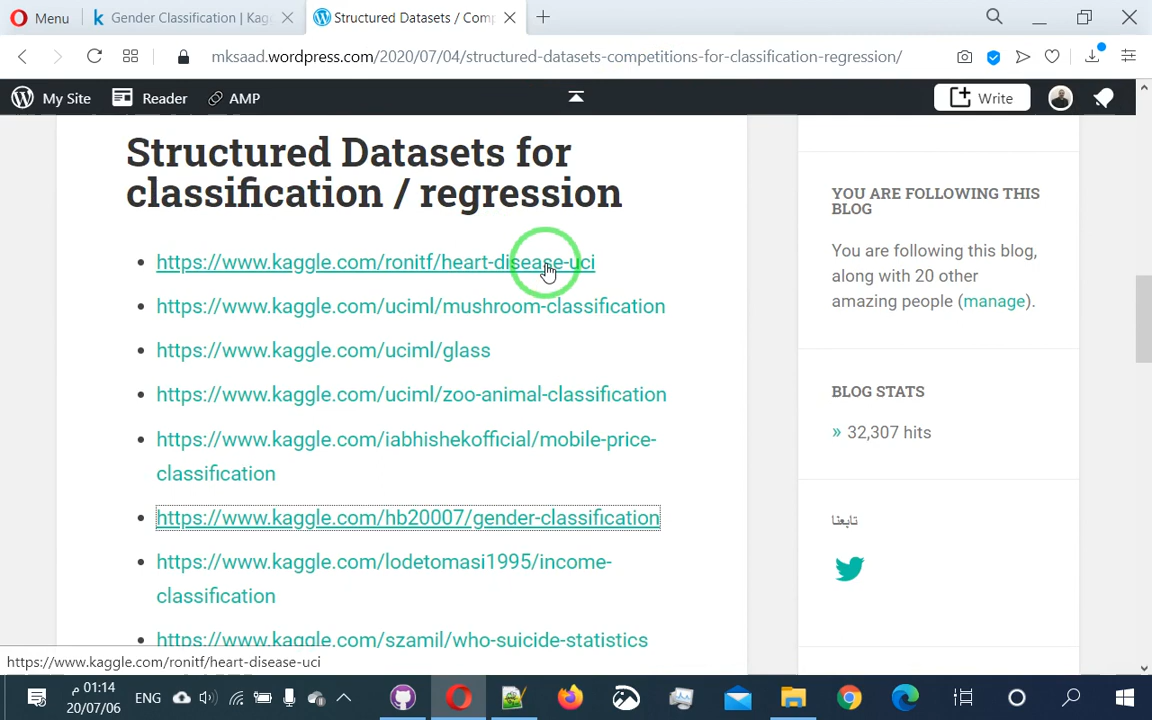 Menu
Gender Classification | Kag
Structured Datasets / Comp
mksaad.wordpress.com/2020/07/04/structured-datasets-competitions-for-classification-regression/
My Site
Reader
AMP
Write
Structured Datasets for
classification / regression
https://www.kaggle.com/ronitf/heart-disease-uci
https://www.kaggle.com/uciml/mushroom-classification
https://www.kaggle.com/uciml/glass
https://www.kaggle.com/uciml/zoo-animal-classification
https://www.kaggle.com/iabhishekofficial/mobile-price-
classification
https://www.kaggle.com/hb20007/gender-classification
https://www.kaggle.com/lodetomasi1995/income-
classification
https://www.kaggle.com/szamil/who-suicide-statistics
YOU ARE FOLLOWING THIS
BLOG
You are following this blog,
along with 20 other
amazing people (manage).
BLOG STATS
» 32,307 hits
تابعنا
https://www.kaggle.com/ronitf/heart-disease-uci
01:14 م
20/07/06
ENG